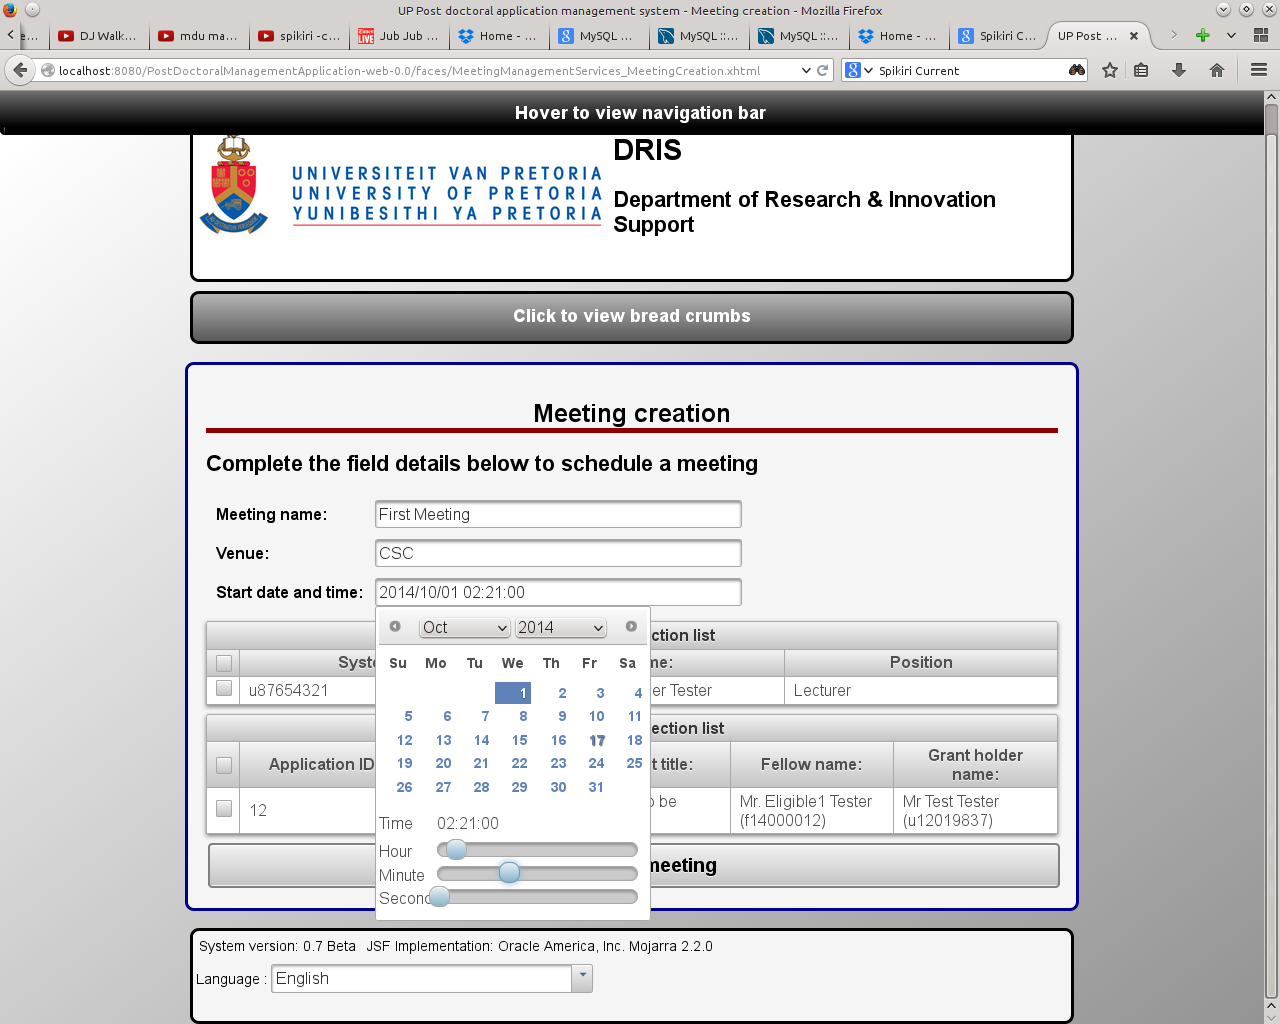 UP Post doctoral application management system - Meeting creation - Mozilla Firefox
DJ Walk... mdu ma... spikiri -c... Jub Jub ... Home - ... MySQL ... MySQL ::... MySQL ::... Home - ... Spikiri C... UP Post ...
localhost:8080/PostDoctoralManagementApplication-web-0.0/faces/MeetingManagementServices_MeetingCreation.xhtml Spikiri Current
Hover to view navigation bar
UNIVERSITEIT VAN PRETORIA
UNIVERSITY OF PRETORIA
YUNIBESITHI YA PRETORIA
DRIS
Department of Research & Innovation
Support
Click to view bread crumbs
Meeting creation
Complete the field details below to schedule a meeting
Meeting name: First Meeting
Venue: CSC
Start date and time: 2014/10/01 02:21:00
Oct 2014
Su Mo Tu We Th Fr Sa
1 2 3 4
5 6 7 8 9 10 11
12 13 14 15 16 17 18
19 20 21 22 23 24 25
26 27 28 29 30 31
Time 02:21:00
Hour
Minute
Second
ction list
Syst me: Position
u87654321 er Tester Lecturer
ection list
Application ID t title: Fellow name: Grant holder
name:
12 o be Mr. Eligible1 Tester
(f14000012) Mr Test Tester
(u12019837)
meeting
System version: 0.7 Beta JSF Implementation: Oracle America, Inc. Mojarra 2.2.0
Language : English